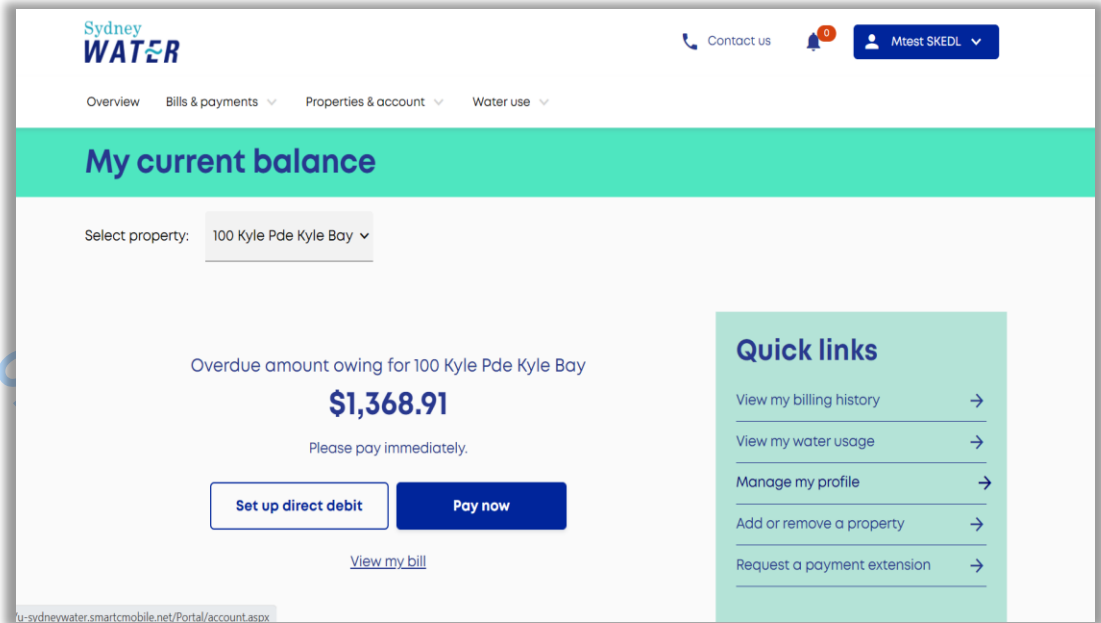 Sydney
WATER
Contact us
0
Mtest SKEDL
Overview Bills & payments Properties & account Water use
My current balance
Select property: 100 Kyle Pde Kyle Bay
Overdue amount owing for 100 Kyle Pde Kyle Bay
$1,368.91
Please pay immediately.
Set up direct debit Pay now
View my bill
Quick links
View my billing history
View my water usage
Manage my profile
Add or remove a property
Request a payment extension
/u-sydneywater.smartcmobile.net/Portal/account.aspx